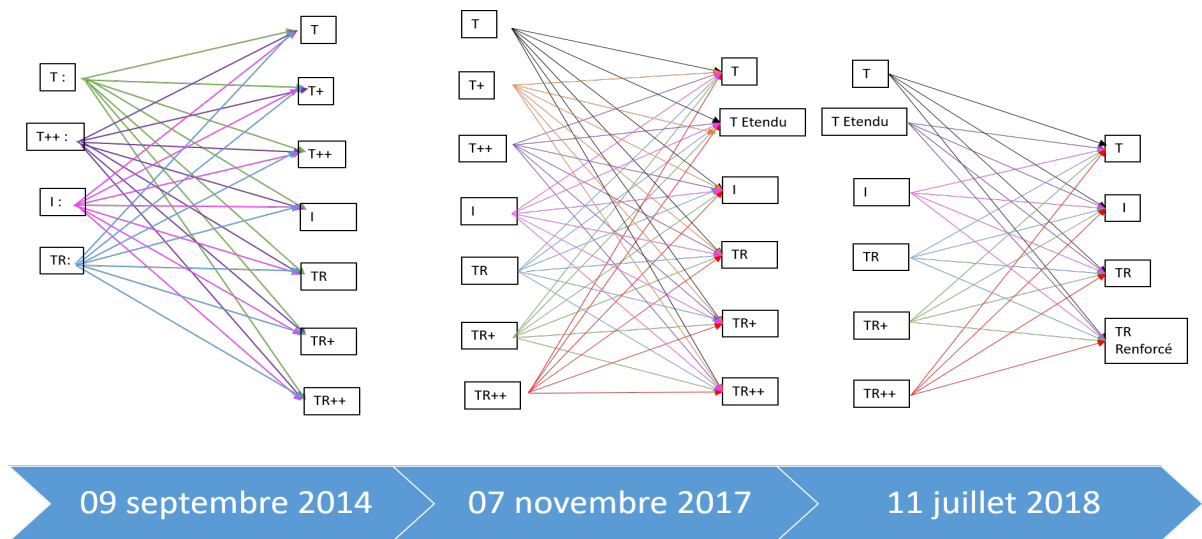 T :
T++ :
I :
TR:
T
T+
T++
I
TR
TR+
TR++
T
T+
T++
I
TR
TR+
TR++
T
T Etendu
I
TR
TR+
TR++
T
T Etendu
I
TR
TR+
TR++
T
I
TR
TR
Renforcé
09 septembre 2014
07 novembre 2017
11 juillet 2018